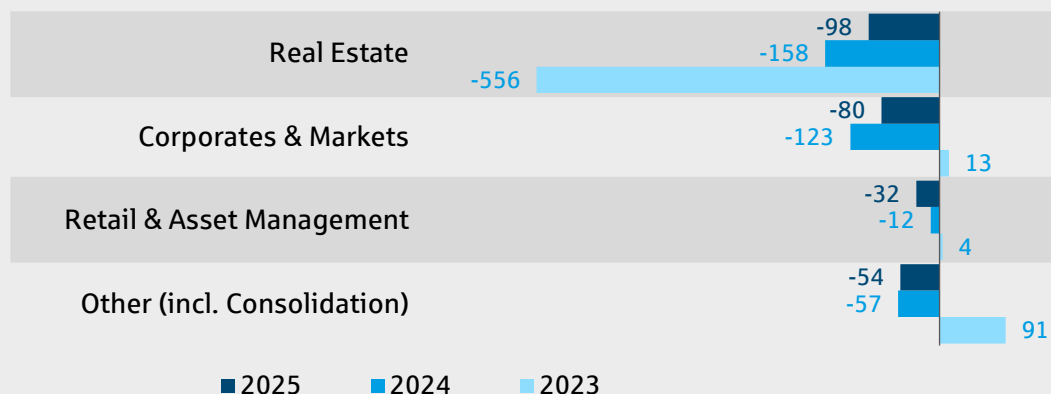 -98
Real Estate
-158
-556
-80
Corporates & Markets
-123
13
-32
Retail & Asset Management
-12
4
-54
Other (incl. Consolidation)
-57
91
2025 2024 2023